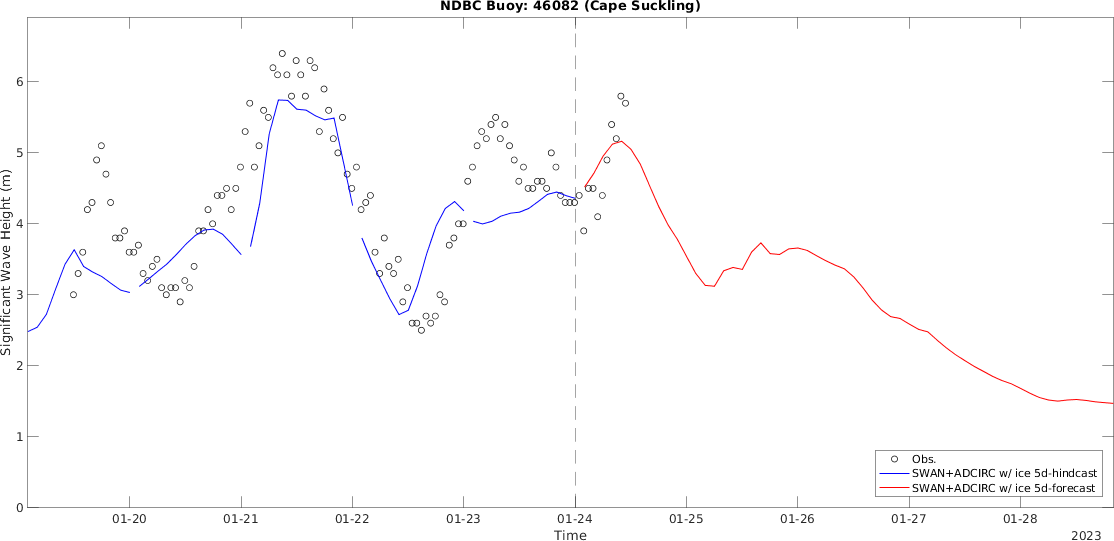 NDBC Buoy: 46082 (Cape Suckling)
Significant Wave Height (m)
6
5
4
3
2
1
0
Obs.
SWAN+ADCIRC w/ ice 5d-hindcast
SWAN+ADCIRC w/ ice 5d-forecast
01-20 01-21 01-22 01-23 01-24 01-25 01-26 01-27 01-28
Time
2023